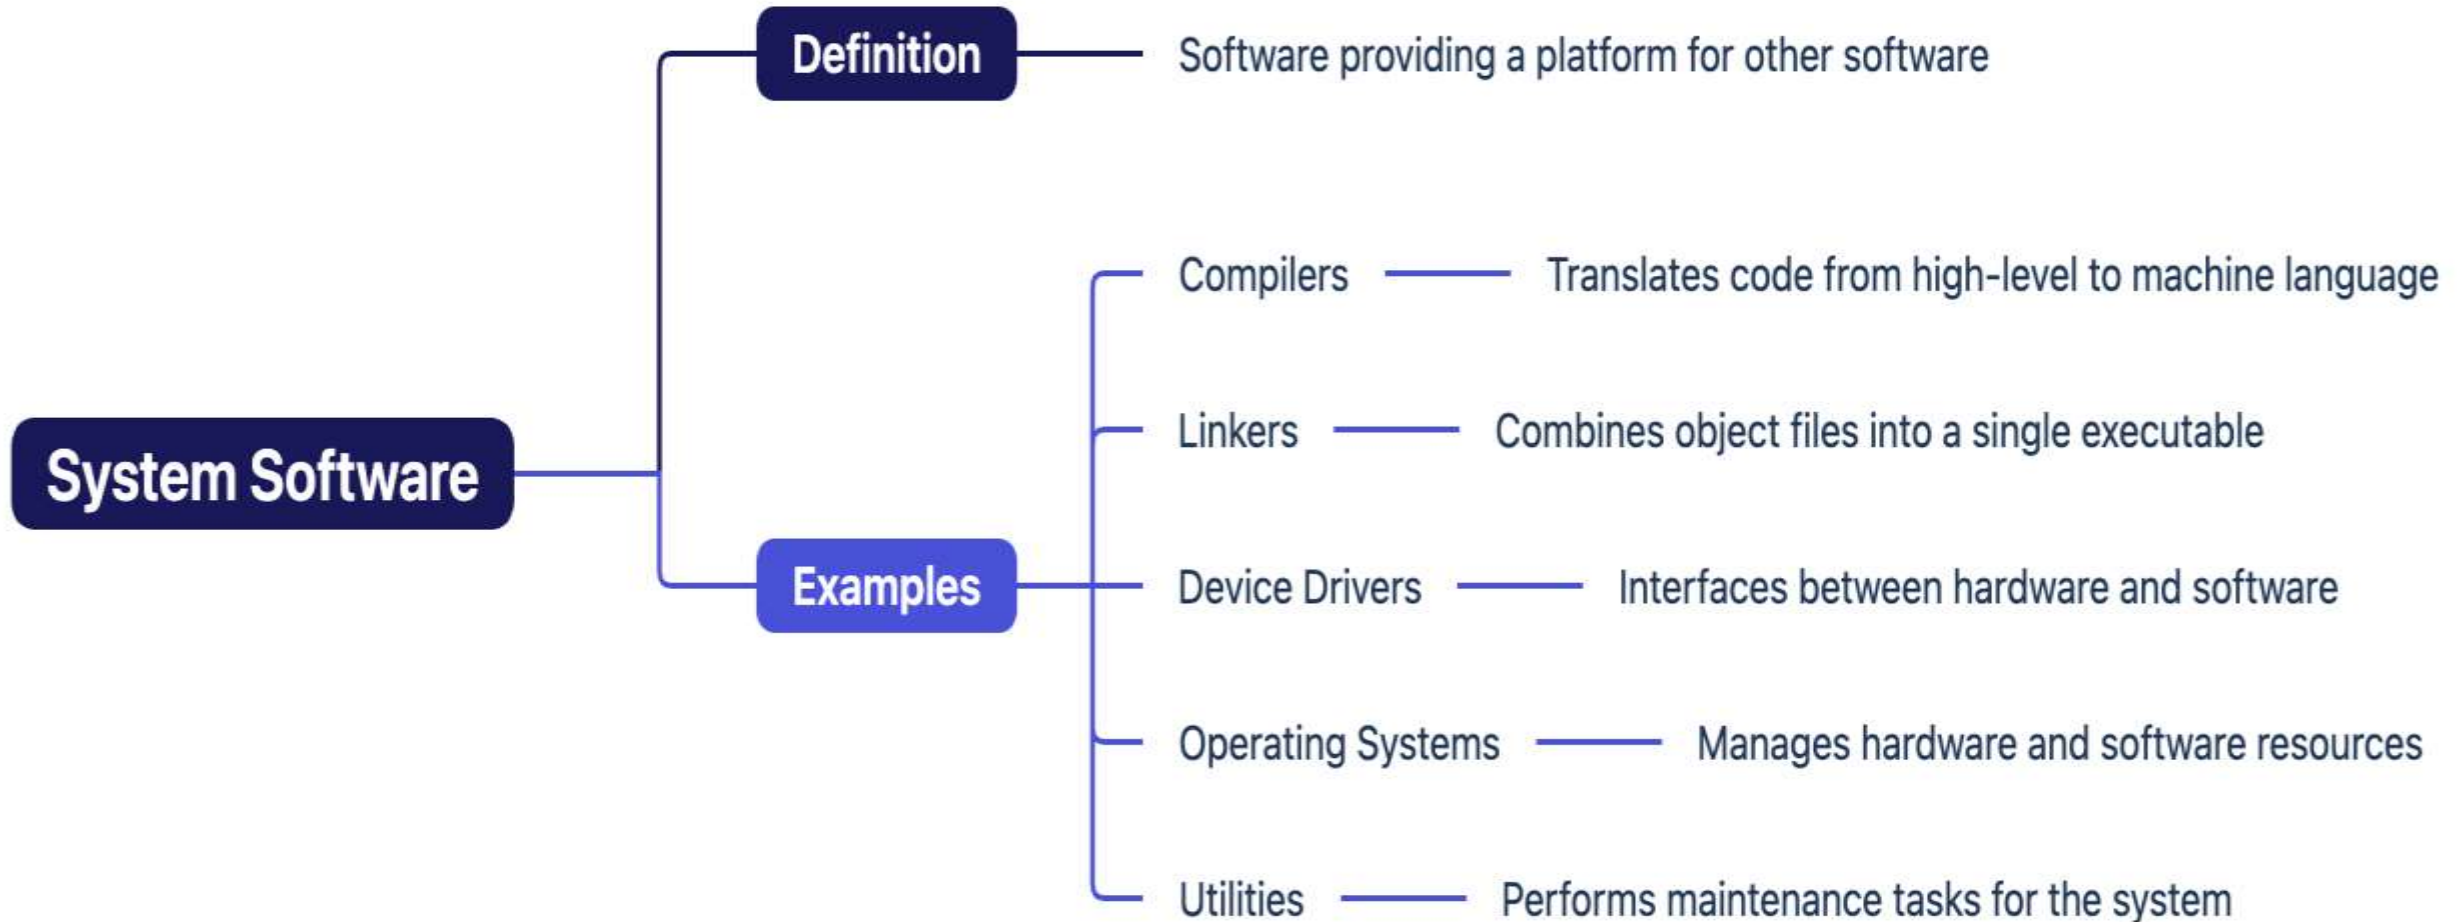 System Software
Definition
Software providing a platform for other software
Examples
Compilers
Translates code from high-level to machine language
Linkers
Combines object files into a single executable
Device Drivers
Interfaces between hardware and software
Operating Systems
Manages hardware and software resources
Utilities
Performs maintenance tasks for the system